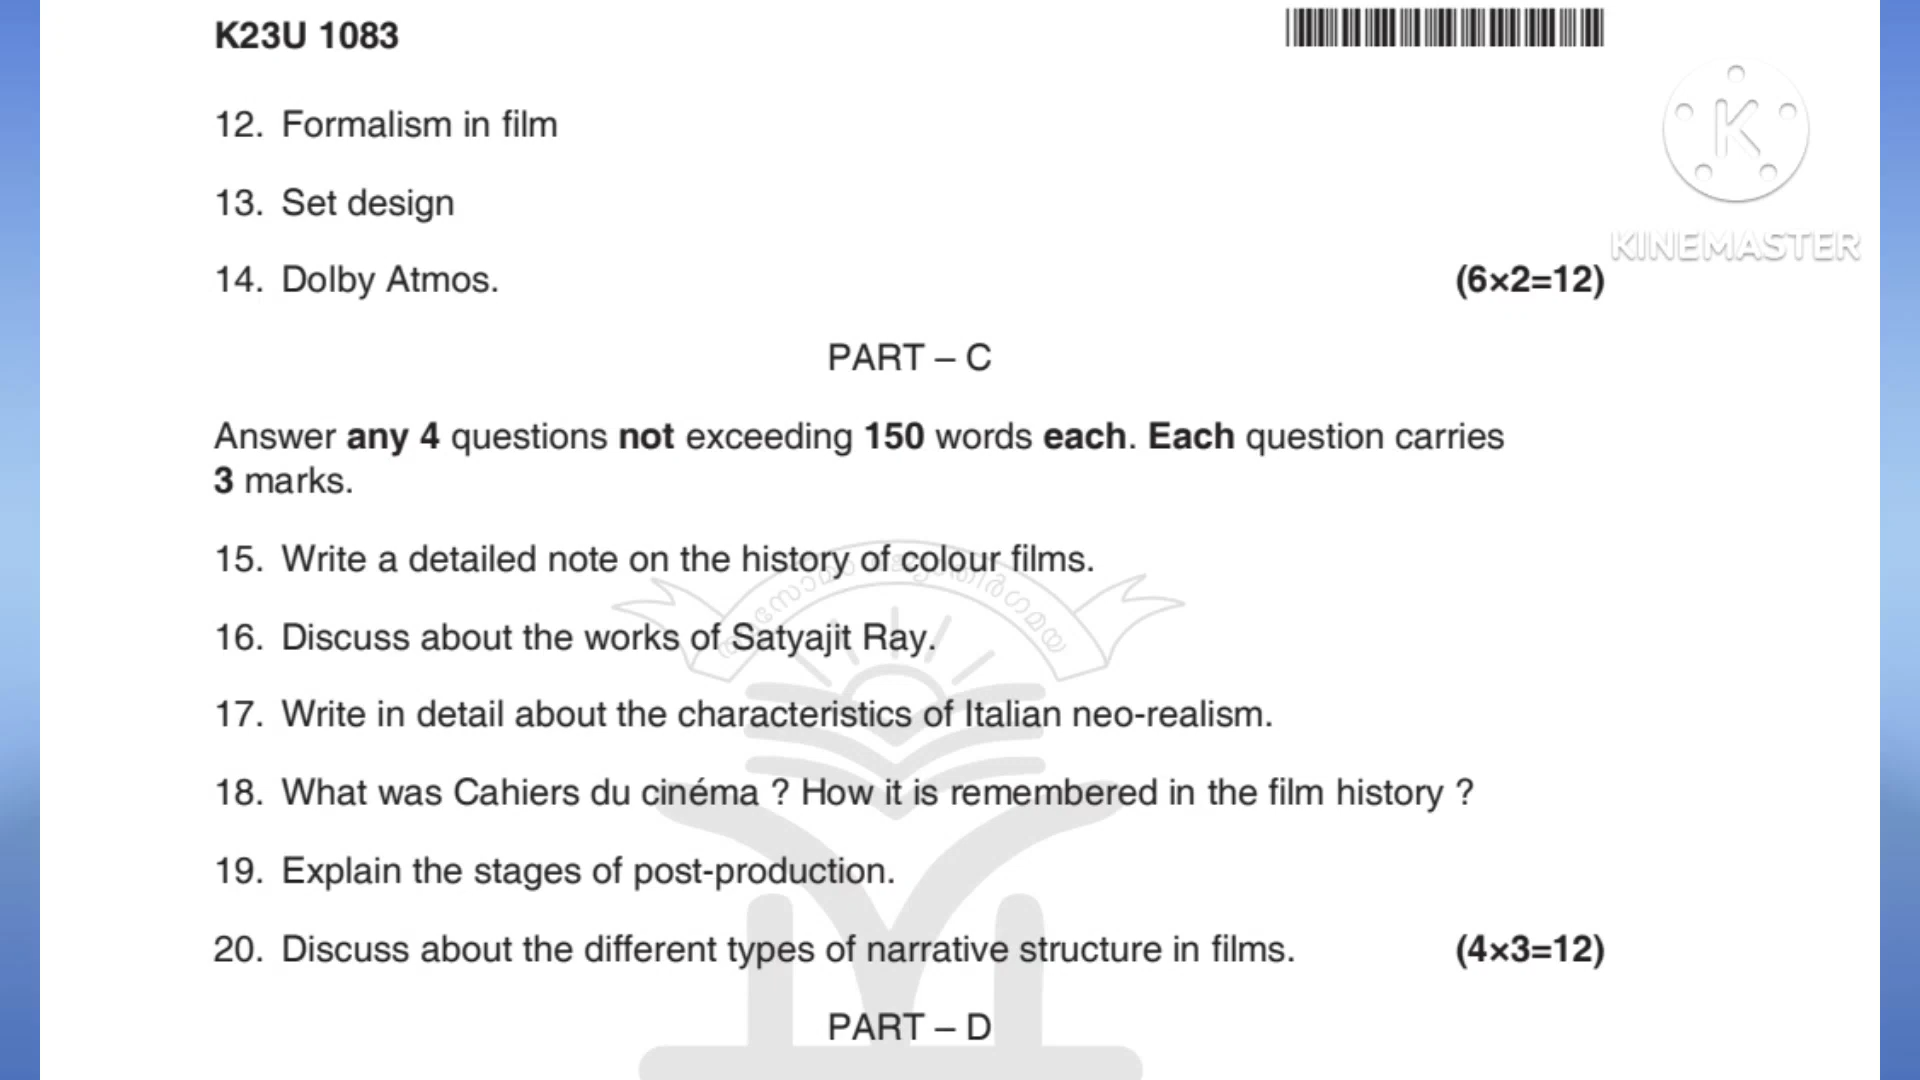 K23U 1083
12. Formalism in film
13. Set design
KINEMASTER
14. Dolby Atmos. (6×2=12)
PART – C
Answer any 4 questions not exceeding 150 words each. Each question carries
3 marks.
15. Write a detailed note on the history of colour films.
16. Discuss about the works of Satyajit Ray.
17. Write in detail about the characteristics of Italian neo-realism.
18. What was Cahiers du cinéma ? How it is remembered in the film history ?
19. Explain the stages of post-production.
20. Discuss about the different types of narrative structure in films. (4×3=12)
PART – D